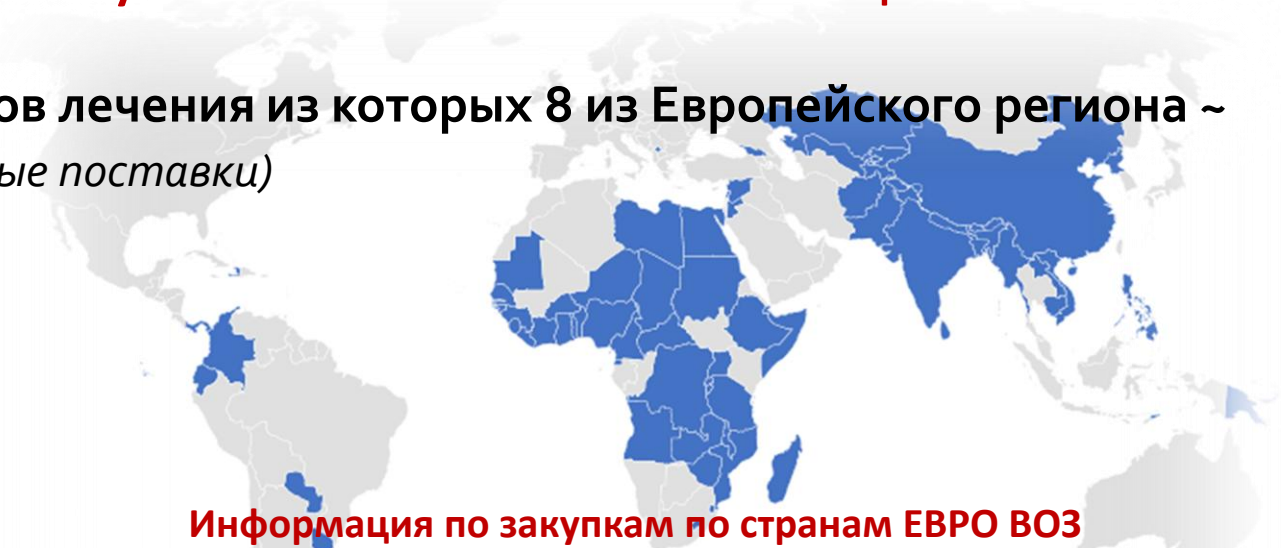 ов лечения из которых 8 из Европейского региона ~
ые поставки)
Информация по закупкам по странам ЕВРО ВОЗ